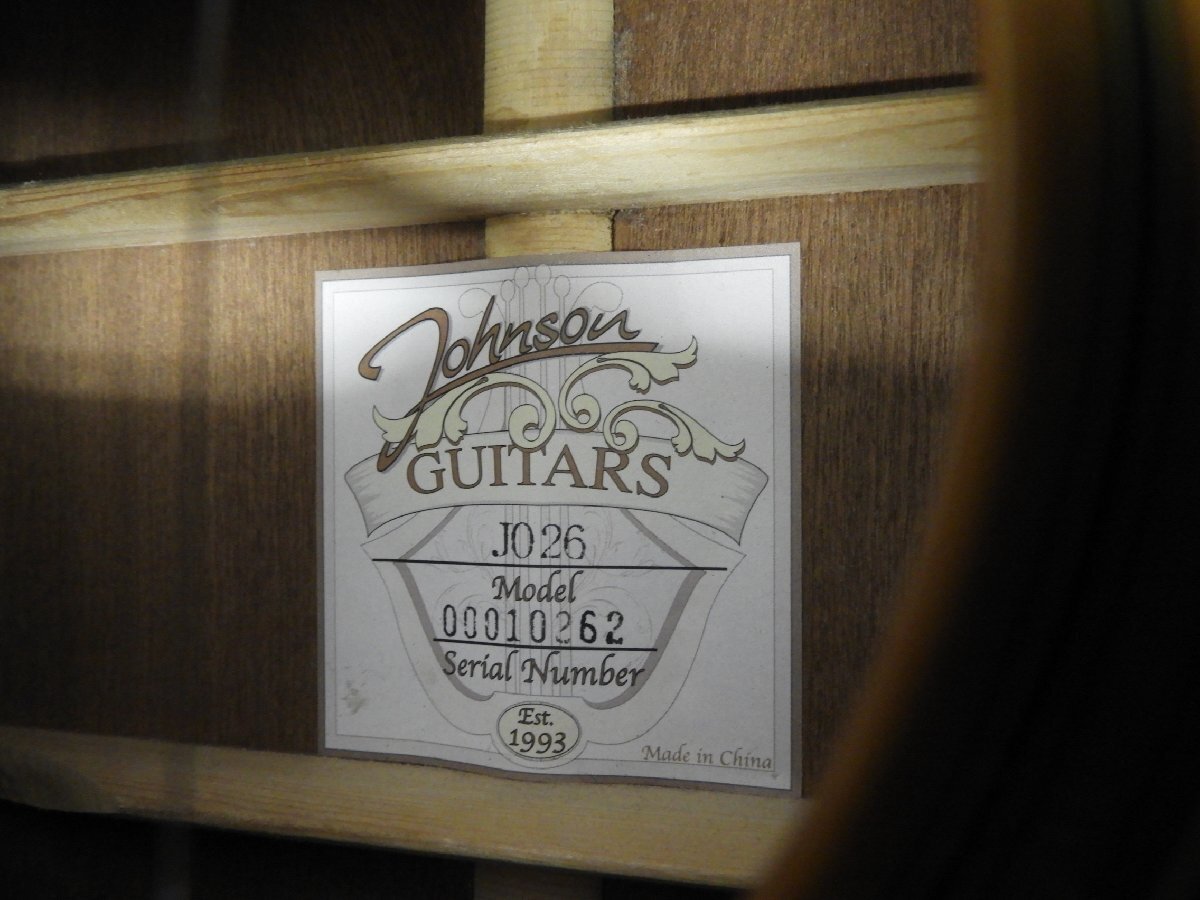 Johnson
GUITARS
JO26
Model
00010262
Serial Number
Est.
1993
Made in China